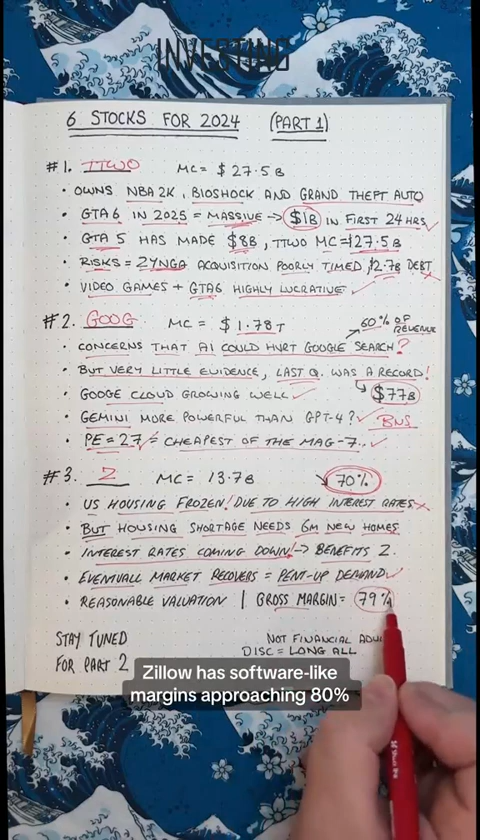 INVESTING
6 STOCKS FOR 2024 (PART 1)
#1. TTWO MC= $27.5B
• OWNS NBA 2K, BIOSHOCK AND GRAND THEFT AUTO
• GTA6 IN 2025 = MASSIVE → $1B IN FIRST 24HRS ✓
• GTA 5 HAS MADE $8B, TTWO MC=$27.5B
• RISKS = ZYNGA ACQUISITION POORLY TIMED, $2.7B DEBT X
• VIDEO GAMES + GTA6 HIGHLY LUCRATIVE ✓
#2. GOOG MC = $1.78T 60% OF REVENUE
• CONCERNS THAT AI COULD HURT GOOGLE SEARCH?
• BUT VERY LITTLE EVIDENCE, LAST Q. WAS A RECORD!
• GOOGE CLOUD GROWING WELL ✓ $77B
• GEMINI MORE POWERFUL THAN GPT-4? ✓ BNS
• PE=27 ✓ = CHEAPEST OF THE MAG-7.. ✓
#3. Z MC = 13.7B 70%
• US HOUSING FROZEN! DUE TO HIGH INTEREST RATES X
• BUT HOUSING SHORTAGE NEEDS 6M NEW HOMES
• INTEREST RATES COMING DOWN! → BENEFITS Z.
• EVENTUALL MARKET RECOVERS = PENT-UP DEMAND ✓
• REASONABLE VALUATION | GROSS MARGIN = 79%
STAY TUNED
FOR PART 2
NOT FINANCIAL
DISC = LONG ALL
Zillow has software-like
margins approaching 80%